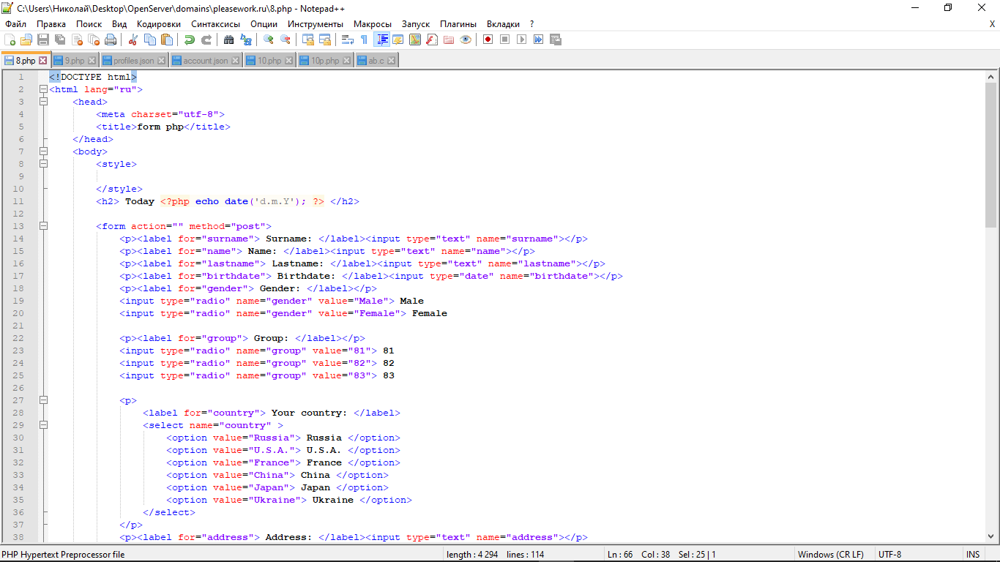 C:\Users\Николай\Desktop\OpenServer\domains\pleasework.ru\8.php - Notepad++
Файл Правка Поиск Вид Кодировки Синтаксисы Опции Инструменты Макросы Запуск Плагины Вкладки ? X
8.php 9.php profiles.json account.json 10.php 10p.php ab.c
1 <!DOCTYPE html>
2 <html lang="ru">
3 <head>
4 <meta charset="utf-8">
5 <title>form php</title>
6 </head>
7 <body>
8 <style>
9
10 </style>
11 <h2> Today <?php echo date('d.m.Y'); ?> </h2>
12
13 <form action="" method="post">
14 <p><label for="surname"> Surname: </label><input type="text" name="surname"></p>
15 <p><label for="name"> Name: </label><input type="text" name="name"></p>
16 <p><label for="lastname"> Lastname: </label><input type="text" name="lastname"></p>
17 <p><label for="birthdate"> Birthdate: </label><input type="date" name="birthdate"></p>
18 <p><label for="gender"> Gender: </label></p>
19 <input type="radio" name="gender" value="Male"> Male
20 <input type="radio" name="gender" value="Female"> Female
21
22 <p><label for="group"> Group: </label></p>
23 <input type="radio" name="group" value="81"> 81
24 <input type="radio" name="group" value="82"> 82
25 <input type="radio" name="group" value="83"> 83
26
27 <p>
28 <label for="country"> Your country: </label>
29 <select name="country" >
30 <option value="Russia"> Russia </option>
31 <option value="U.S.A."> U.S.A. </option>
32 <option value="France"> France </option>
33 <option value="China"> China </option>
34 <option value="Japan"> Japan </option>
35 <option value="Ukraine"> Ukraine </option>
36 </select>
37 </p>
38 <p><label for="address"> Address: </label><input type="text" name="address"></p>
PHP Hypertext Preprocessor file length : 4 294 lines : 114 Ln : 66 Col : 38 Sel : 25 | 1 Windows (CR LF) UTF-8 INS